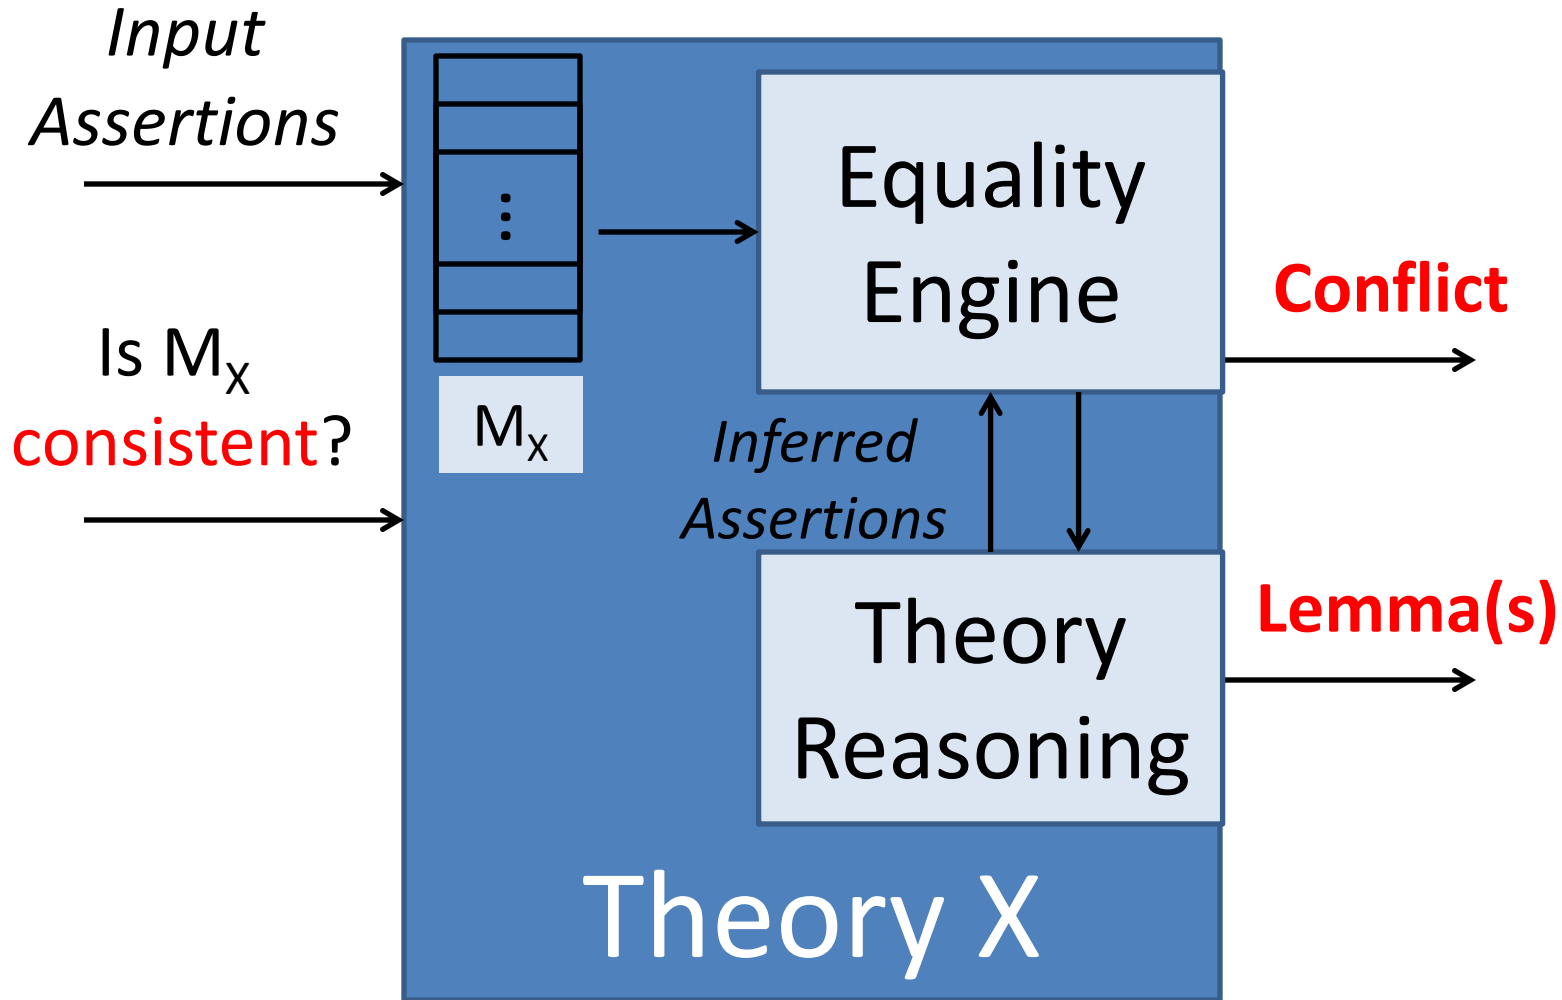 Input
Assertions
Is M_X
consistent?
⋮
M_X
Equality
Engine
Conflict
Inferred
Assertions
Theory
Reasoning
Lemma(s)
Theory X